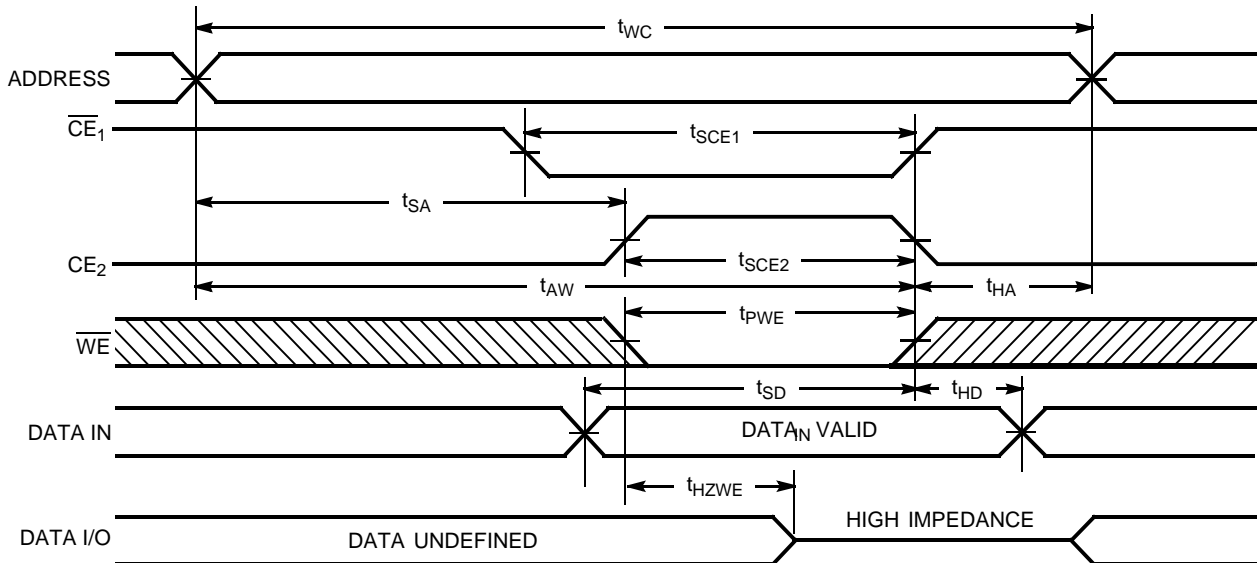 tWC
ADDRESS
CE1
tSCE1
tSA
CE2
tSCE2
tAW
tHA
tPWE
WE
tSD
tHD
DATA IN
DATAIN VALID
tHZWE
HIGH IMPEDANCE
DATA I/O
DATA UNDEFINED